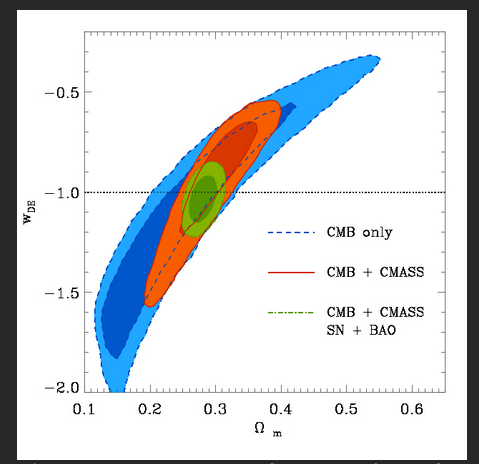 −0.5
−1.0
−1.5
−2.0
w_DE
CMB only
CMB + CMASS
CMB + CMASS
SN + BAO
0.1 0.2 0.3 0.4 0.5 0.6
Ω m